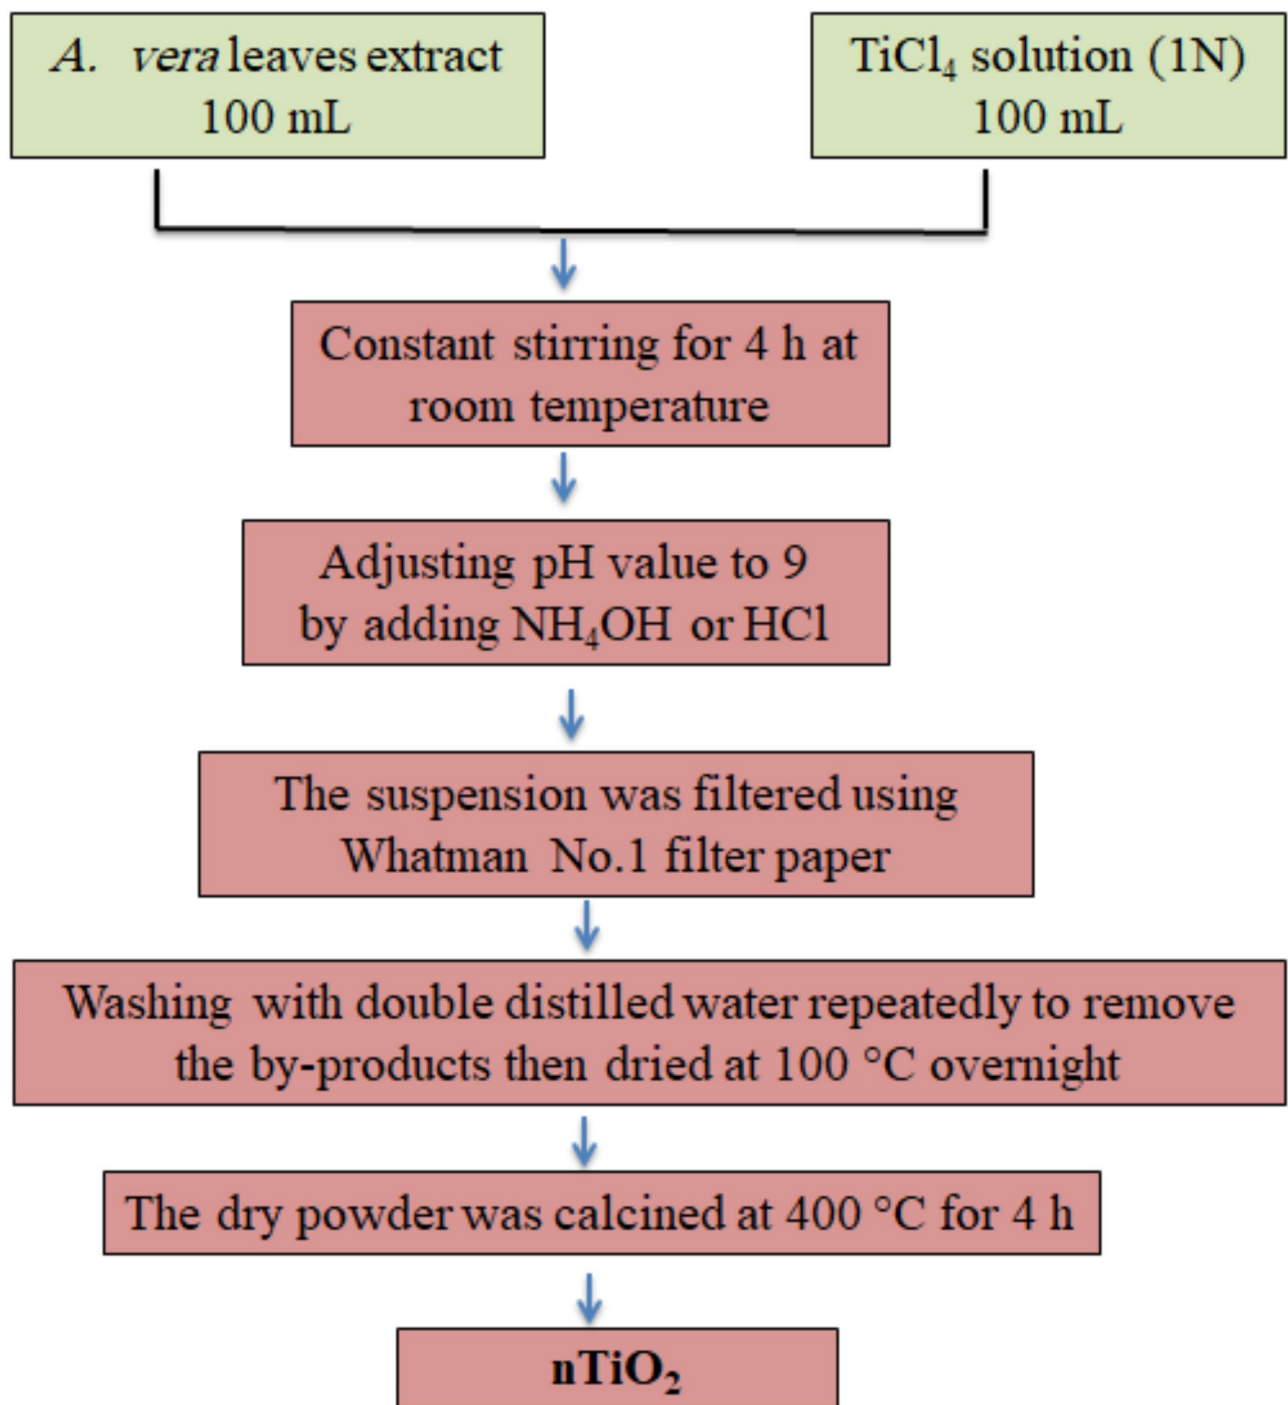 A. vera leaves extract
100 mL
TiCl₄ solution (1N)
100 mL
Constant stirring for 4 h at
room temperature
Adjusting pH value to 9
by adding NH₄OH or HCl
The suspension was filtered using
Whatman No.1 filter paper
Washing with double distilled water repeatedly to remove
the by-products then dried at 100 °C overnight
The dry powder was calcined at 400 °C for 4 h
nTiO₂